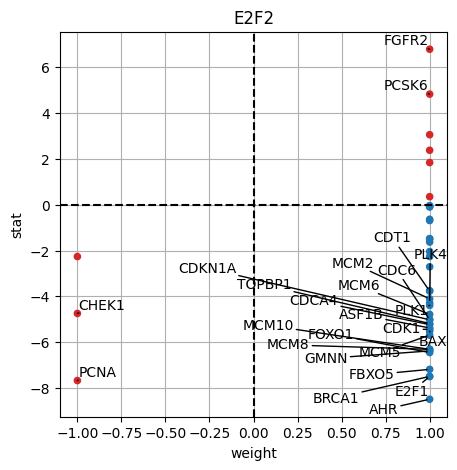 E2F2
FGFR2
PCSK6
CDT1
PLK4
MCM2
CDC6
CDKN1A
TOPBP1
MCM6
CDCA4
PLK1
ASF1B
CDK1
MCM10
FOXO1
BAX
MCM8
MCM5
GMNN
CHEK1
FBXO5
PCNA
E2F1
BRCA1
AHR
6
4
2
0
−2
−4
−6
−8
stat
−1.00 −0.75 −0.50 −0.25 0.00 0.25 0.50 0.75 1.00
weight